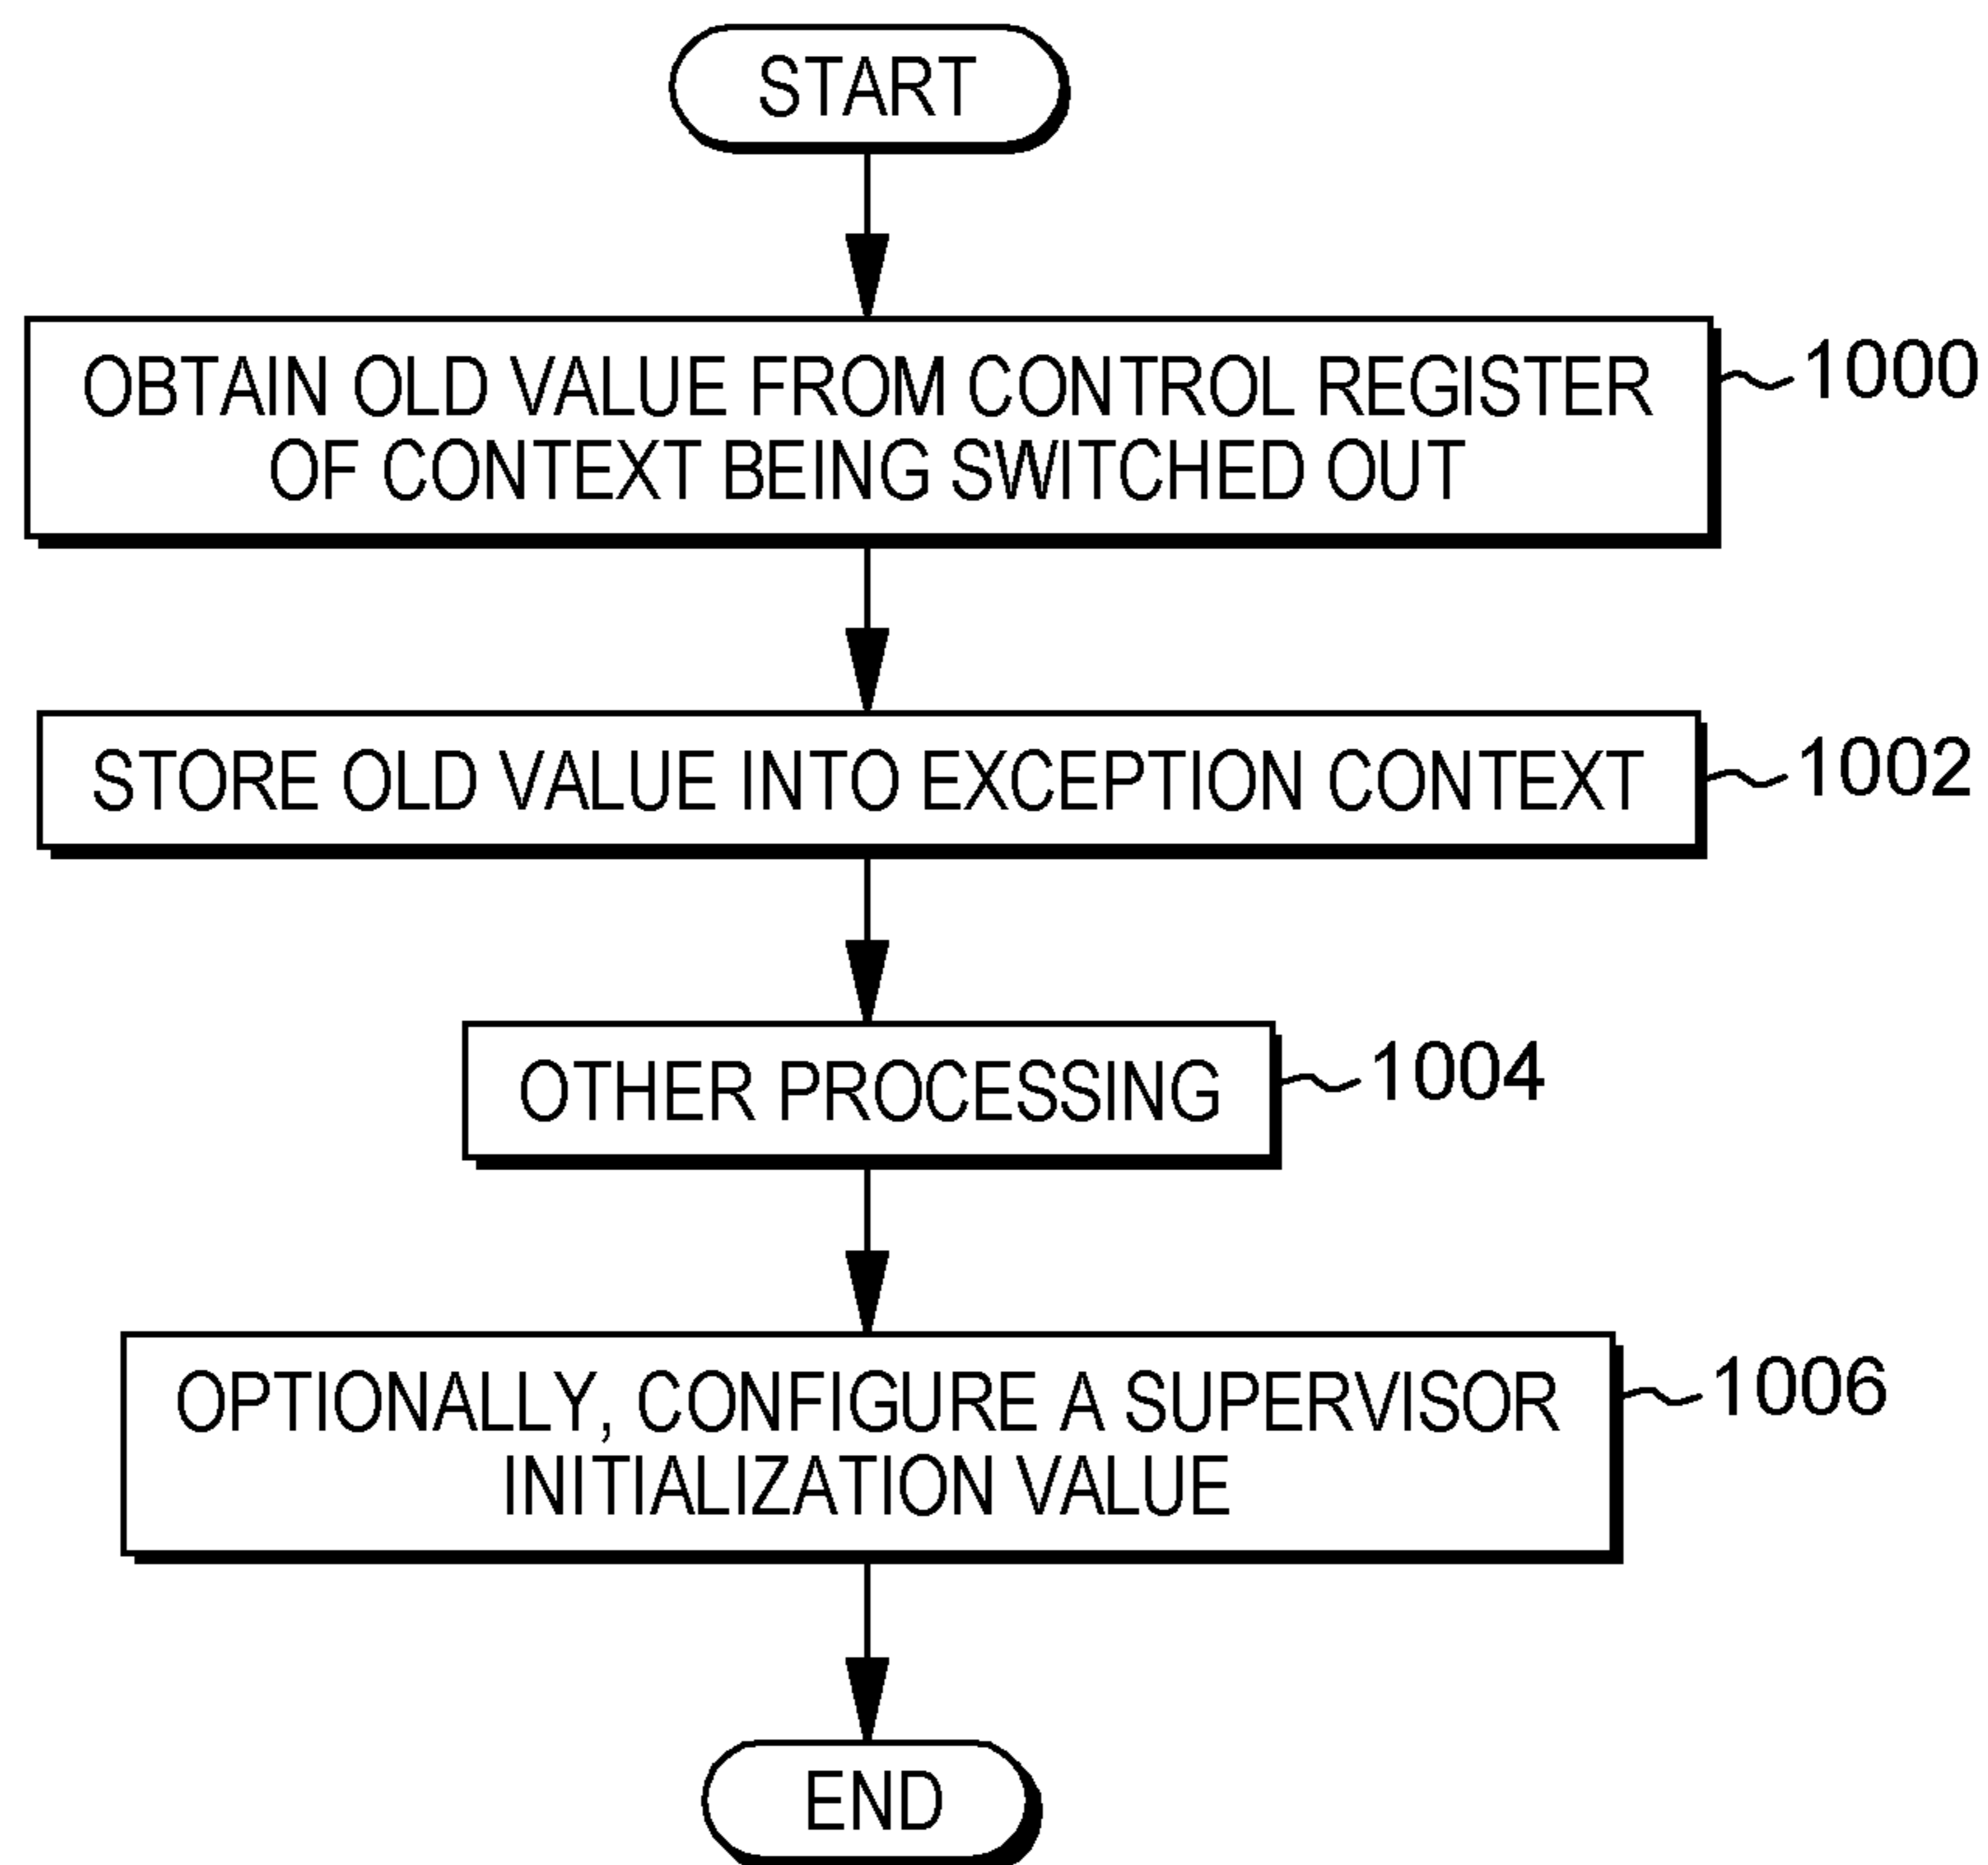 START
OBTAIN OLD VALUE FROM CONTROL REGISTER
OF CONTEXT BEING SWITCHED OUT
1000
STORE OLD VALUE INTO EXCEPTION CONTEXT
1002
OTHER PROCESSING
1004
OPTIONALLY, CONFIGURE A SUPERVISOR
INITIALIZATION VALUE
1006
END